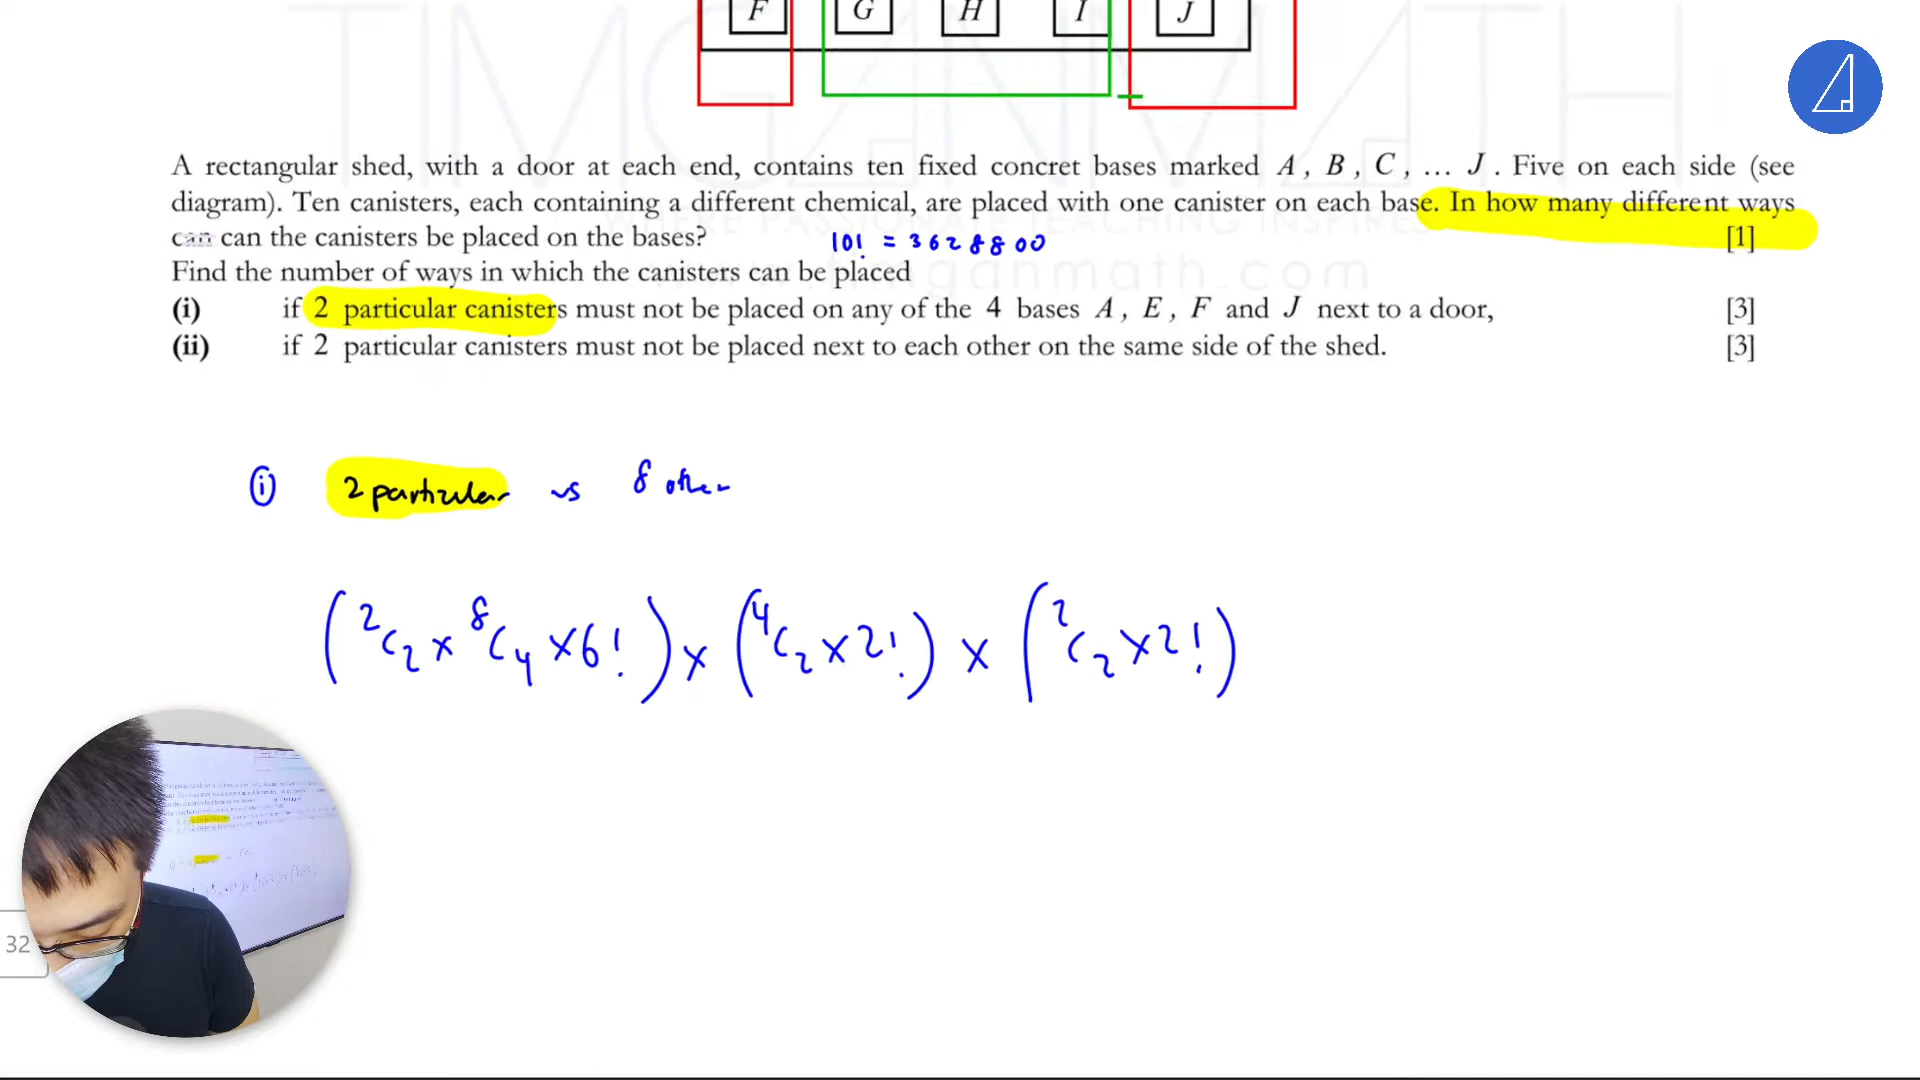 F G H I J
TIMGANMATH
A rectangular shed, with a door at each end, contains ten fixed concret bases marked A , B , C , ... J . Five on each side (see
diagram). Ten canisters, each containing a different chemical, are placed with one canister on each base. In how many different ways
can can the canisters be placed on the bases? 10! = 3628800 [1]
Find the number of ways in which the canisters can be placed
(i) if 2 particular canisters must not be placed on any of the 4 bases A , E , F and J next to a door, [3]
(ii) if 2 particular canisters must not be placed next to each other on the same side of the shed. [3]
(i) 2 particular vs 8 other
(²C₂ × ⁸C₄ × 6!) × (⁴C₂ × 2!) × (²C₂ × 2!)
32